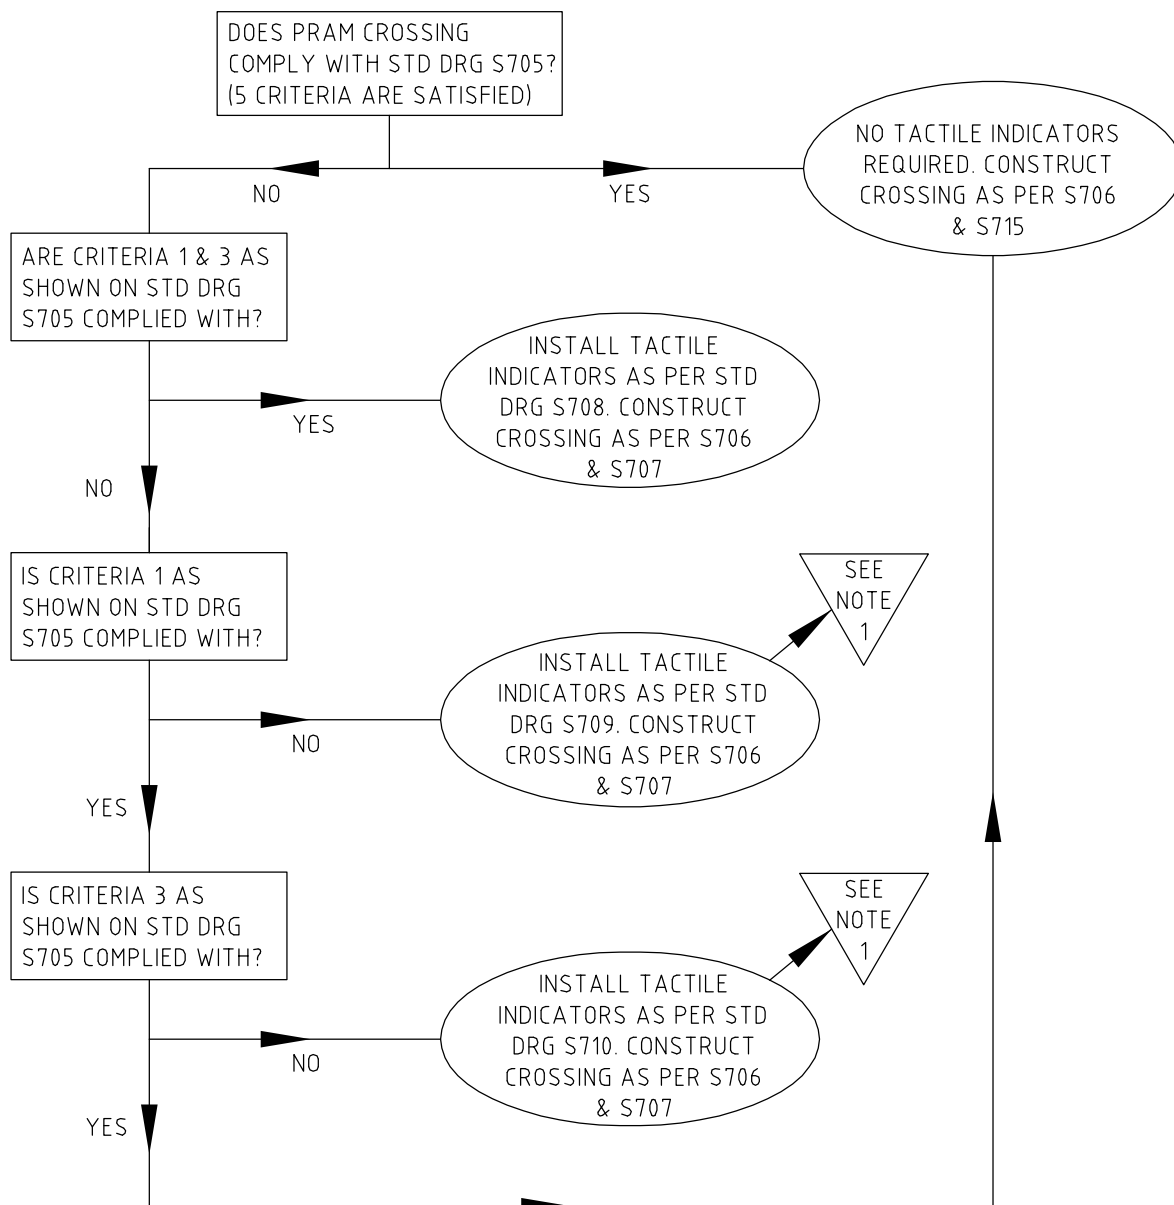 DOES PRAM CROSSING
COMPLY WITH STD DRG S705?
(5 CRITERIA ARE SATISFIED)
NO TACTILE INDICATORS
REQUIRED. CONSTRUCT
CROSSING AS PER S706
& S715
NO
YES
ARE CRITERIA 1 & 3 AS
SHOWN ON STD DRG
S705 COMPLIED WITH?
INSTALL TACTILE
INDICATORS AS PER STD
DRG S708. CONSTRUCT
CROSSING AS PER S706
& S707
YES
NO
IS CRITERIA 1 AS
SHOWN ON STD DRG
S705 COMPLIED WITH?
SEE
NOTE
1
INSTALL TACTILE
INDICATORS AS PER STD
DRG S709. CONSTRUCT
CROSSING AS PER S706
& S707
NO
YES
IS CRITERIA 3 AS
SHOWN ON STD DRG
S705 COMPLIED WITH?
SEE
NOTE
1
INSTALL TACTILE
INDICATORS AS PER STD
DRG S710. CONSTRUCT
CROSSING AS PER S706
& S707
NO
YES